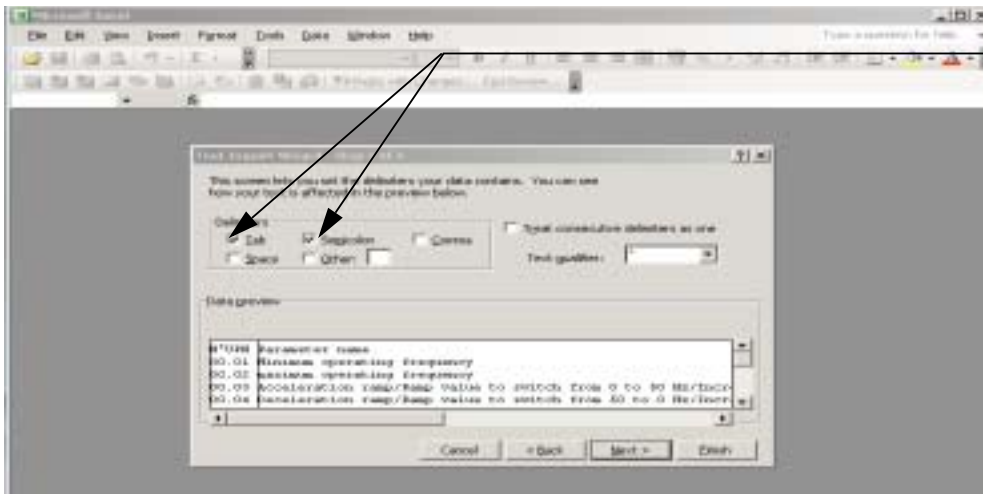 Microsoft Excel
File Edit View Insert Format Tools Data Window Help
Type a question for help
Text Import Wizard - Step 2 of 3
This screen lets you set the delimiters your data contains. You can see
how your text is affected in the preview below.
Delimiters
Tab Semicolon Comma
Space Other:
Treat consecutive delimiters as one
Text qualifier:
Data preview
Parameter name
00.01 Minimum operating frequency
00.02 maximum operating frequency
00.03 Acceleration ramp/Ramp value to switch from 0 to 50 Hz/Incr
00.04 Deceleration ramp/Ramp value to switch from 50 to 0 Hz/Incr
Cancel < Back Next > Finish